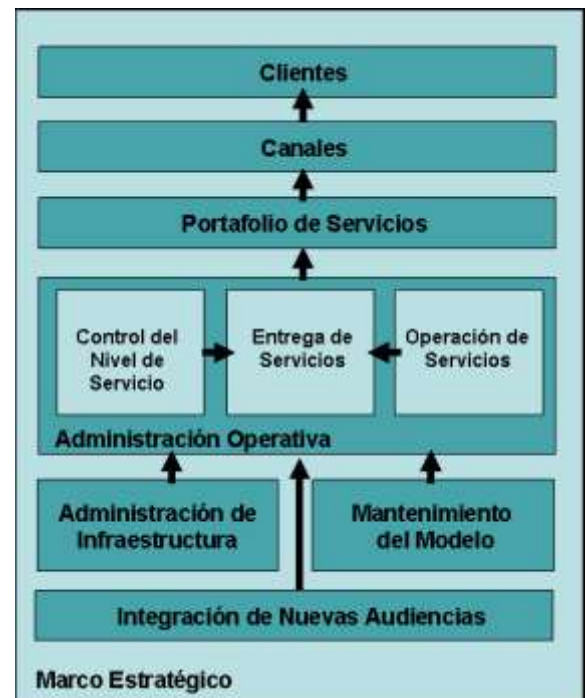 Clientes
Canales
Portafolio de Servicios
Control del
Nivel de
Servicio
Entrega de
Servicios
Operación de
Servicios
Administración Operativa
Administración de
Infraestructura
Mantenimiento
del Modelo
Integración de Nuevas Audiencias
Marco Estratégico